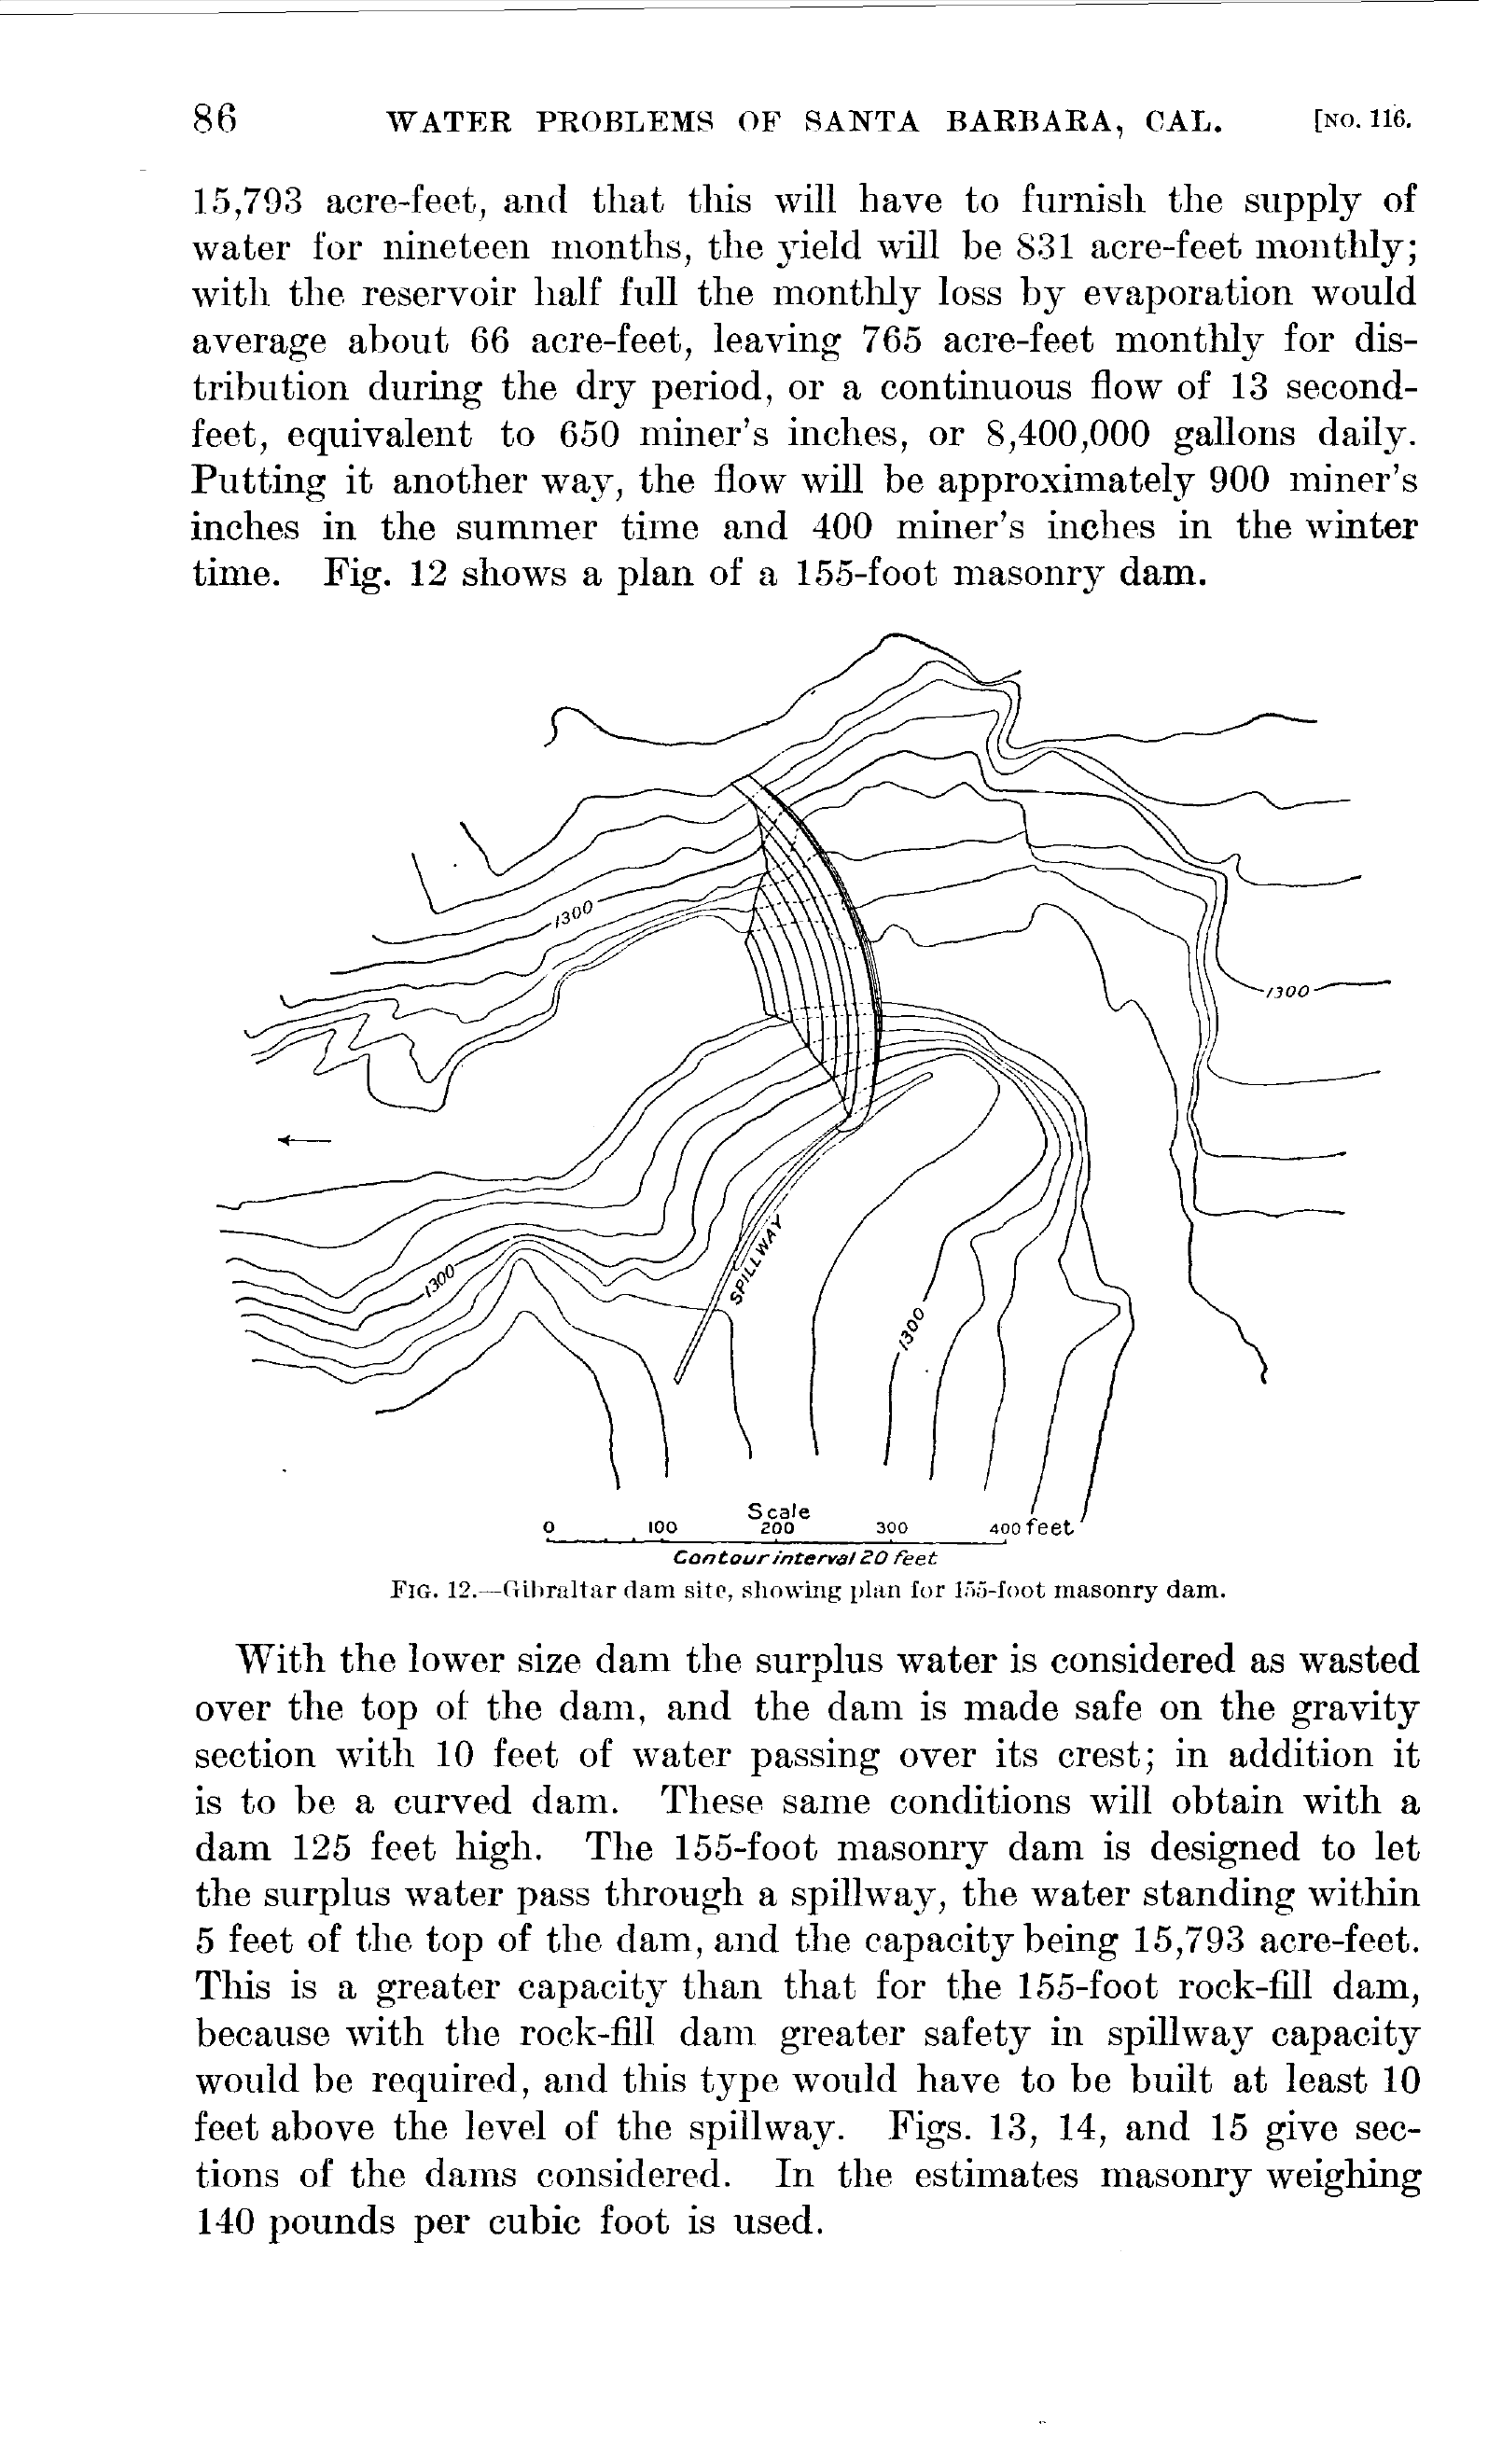 86 WATER PROBLEMS OF SANTA BARBARA, CAL. [NO. 116.
15,793 acre-feet, and that this will have to furnish the supply of
water for nineteen months, the yield will be 831 acre-feet monthly;
with the reservoir half full the monthly loss by evaporation would
average about 66 acre-feet, leaving 765 acre-feet monthly for dis-
tribution during the dry period, or a continuous flow of 13 second-
feet, equivalent to 650 miner's inches, or 8,400,000 gallons daily.
Putting it another way, the flow will be approximately 900 miner's
inches in the summer time and 400 miner's inches in the winter
time. Fig. 12 shows a plan of a 155-foot masonry dam.
1300
1300
1300
SPILLWAY
1300
Scale
0 100 200 300 400 feet
Contour interval 20 feet
FIG. 12.—Gibraltar dam site, showing plan for 155-foot masonry dam.
With the lower size dam the surplus water is considered as wasted
over the top of the dam, and the dam is made safe on the gravity
section with 10 feet of water passing over its crest; in addition it
is to be a curved dam. These same conditions will obtain with a
dam 125 feet high. The 155-foot masonry dam is designed to let
the surplus water pass through a spillway, the water standing within
5 feet of the top of the dam, and the capacity being 15,793 acre-feet.
This is a greater capacity than that for the 155-foot rock-fill dam,
because with the rock-fill dam greater safety in spillway capacity
would be required, and this type would have to be built at least 10
feet above the level of the spillway. Figs. 13, 14, and 15 give sec-
tions of the dams considered. In the estimates masonry weighing
140 pounds per cubic foot is used.